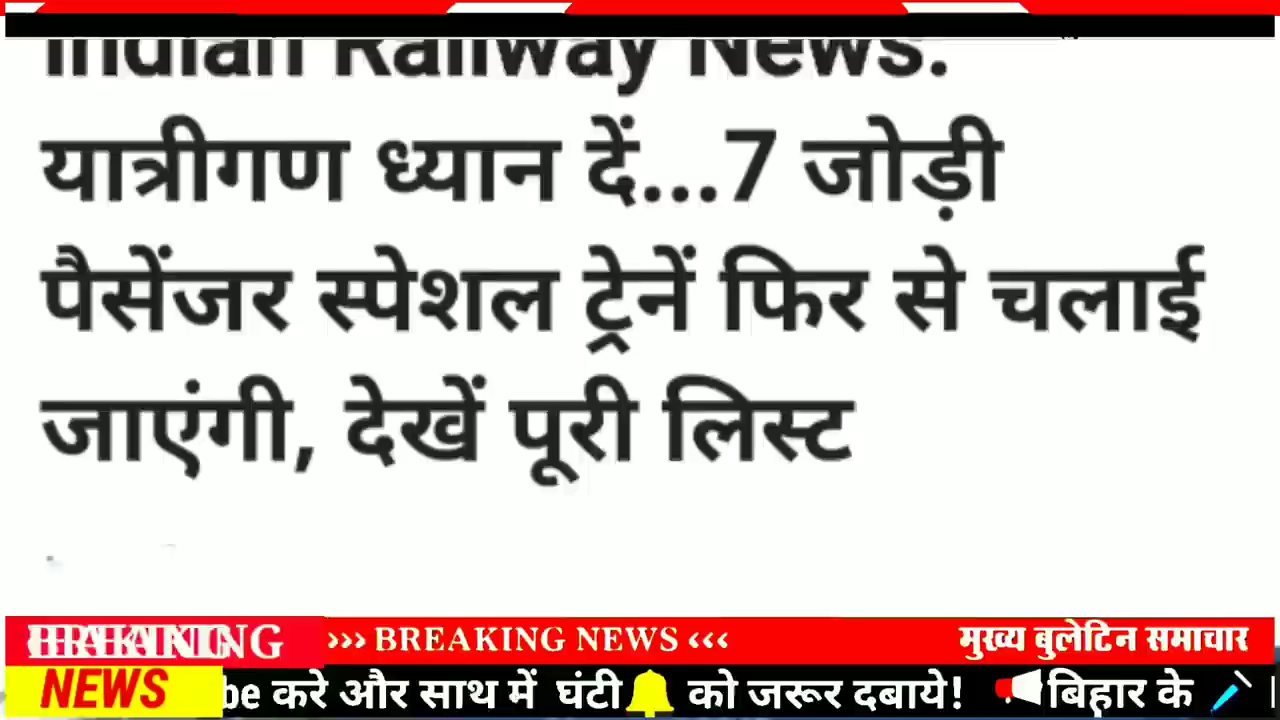 Indian Railway News:
यात्रीगण ध्यान दें...7 जोड़ी
पैसेंजर स्पेशल ट्रेनें फिर से चलाई
जाएंगी, देखें पूरी लिस्ट
››› BREAKING NEWS ‹‹‹ मुख्य बुलेटिन समाचार
NEWS
be करे और साथ में घंटी🔔 को जरूर दबाये! 📢बिहार के